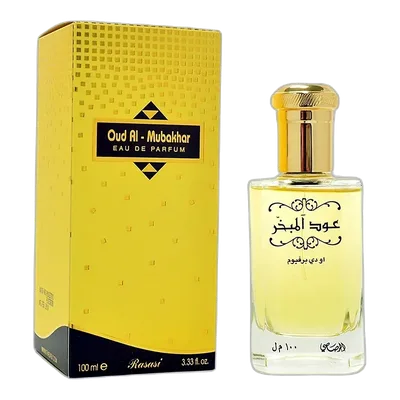 Oud Al - Mubakhar
EAU DE PARFUM
100 ml e
Rasasi
3.33 fl. oz.
عود المبخر
او دي برفيوم
١٠٠ مل
الرصاصي